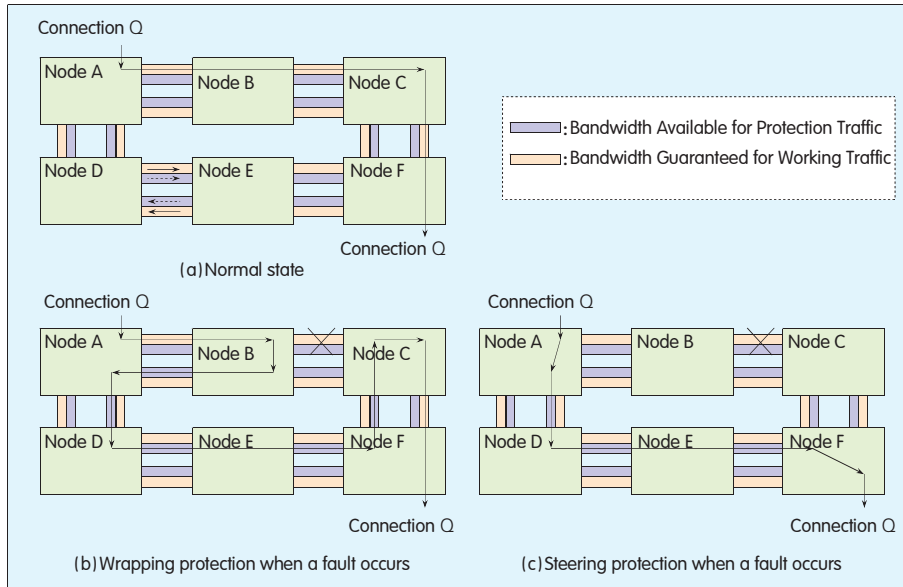 Connection Q
Node A
Node B
Node C
:Bandwidth Available for Protection Traffic
:Bandwidth Guaranteed for Working Traffic
Node D
Node E
Node F
Connection Q
(a)Normal state
Connection Q
Node A
Node B
Node C
Node D
Node E
Node F
Connection Q
(b)Wrapping protection when a fault occurs
Connection Q
Node A
Node B
Node C
Node D
Node E
Node F
Connection Q
(c)Steering protection when a fault occurs